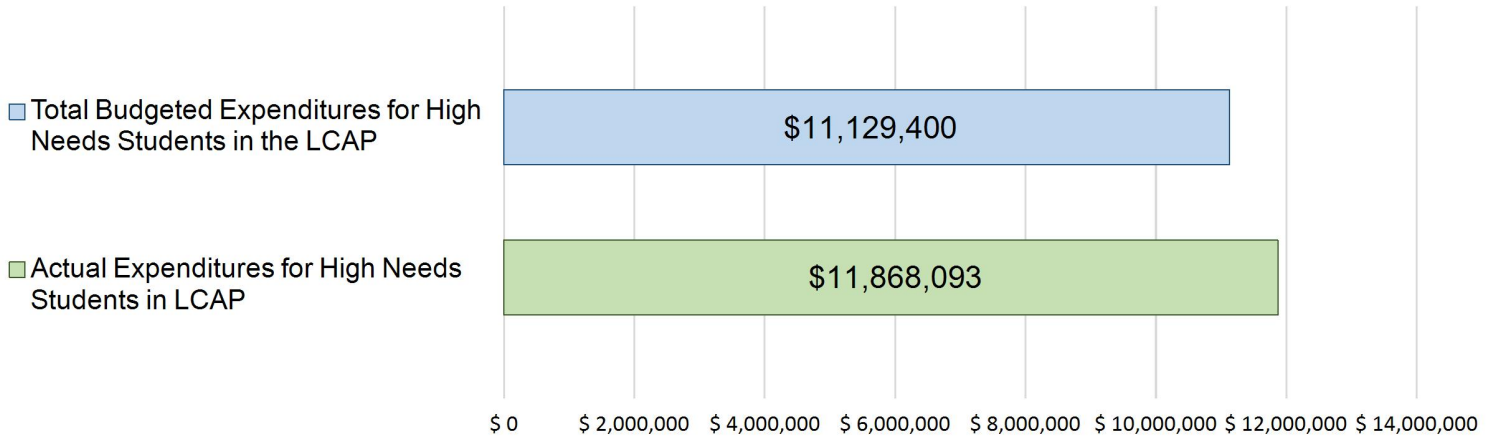 Total Budgeted Expenditures for High
Needs Students in the LCAP
$11,129,400
Actual Expenditures for High Needs
Students in LCAP
$11,868,093
$ 0 $ 2,000,000 $ 4,000,000 $ 6,000,000 $ 8,000,000 $ 10,000,000 $ 12,000,000 $ 14,000,000